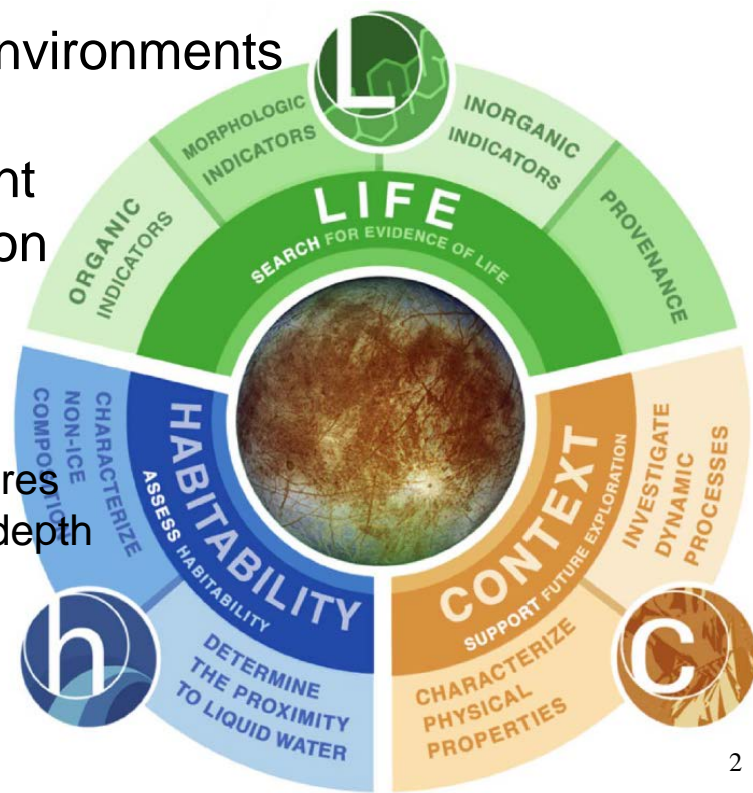 nvironments
nt
on
res
depth
L
ORGANIC
INDICATORS
MORPHOLOGIC
INDICATORS
INORGANIC
INDICATORS
PROVENANCE
LIFE
SEARCH FOR EVIDENCE OF LIFE
HABITABILITY
ASSESS HABITABILITY
CHARACTERIZE
NON-ICE
COMPOTION
DETERMINE
THE PROXIMITY
TO LIQUID WATER
h
CONTEXT
SUPPORT FUTURE EXPLORATION
INVESTIGATE
DYNAMIC
PROCESSES
CHARACTERIZE
PHYSICAL
PROPERTIES
C
2